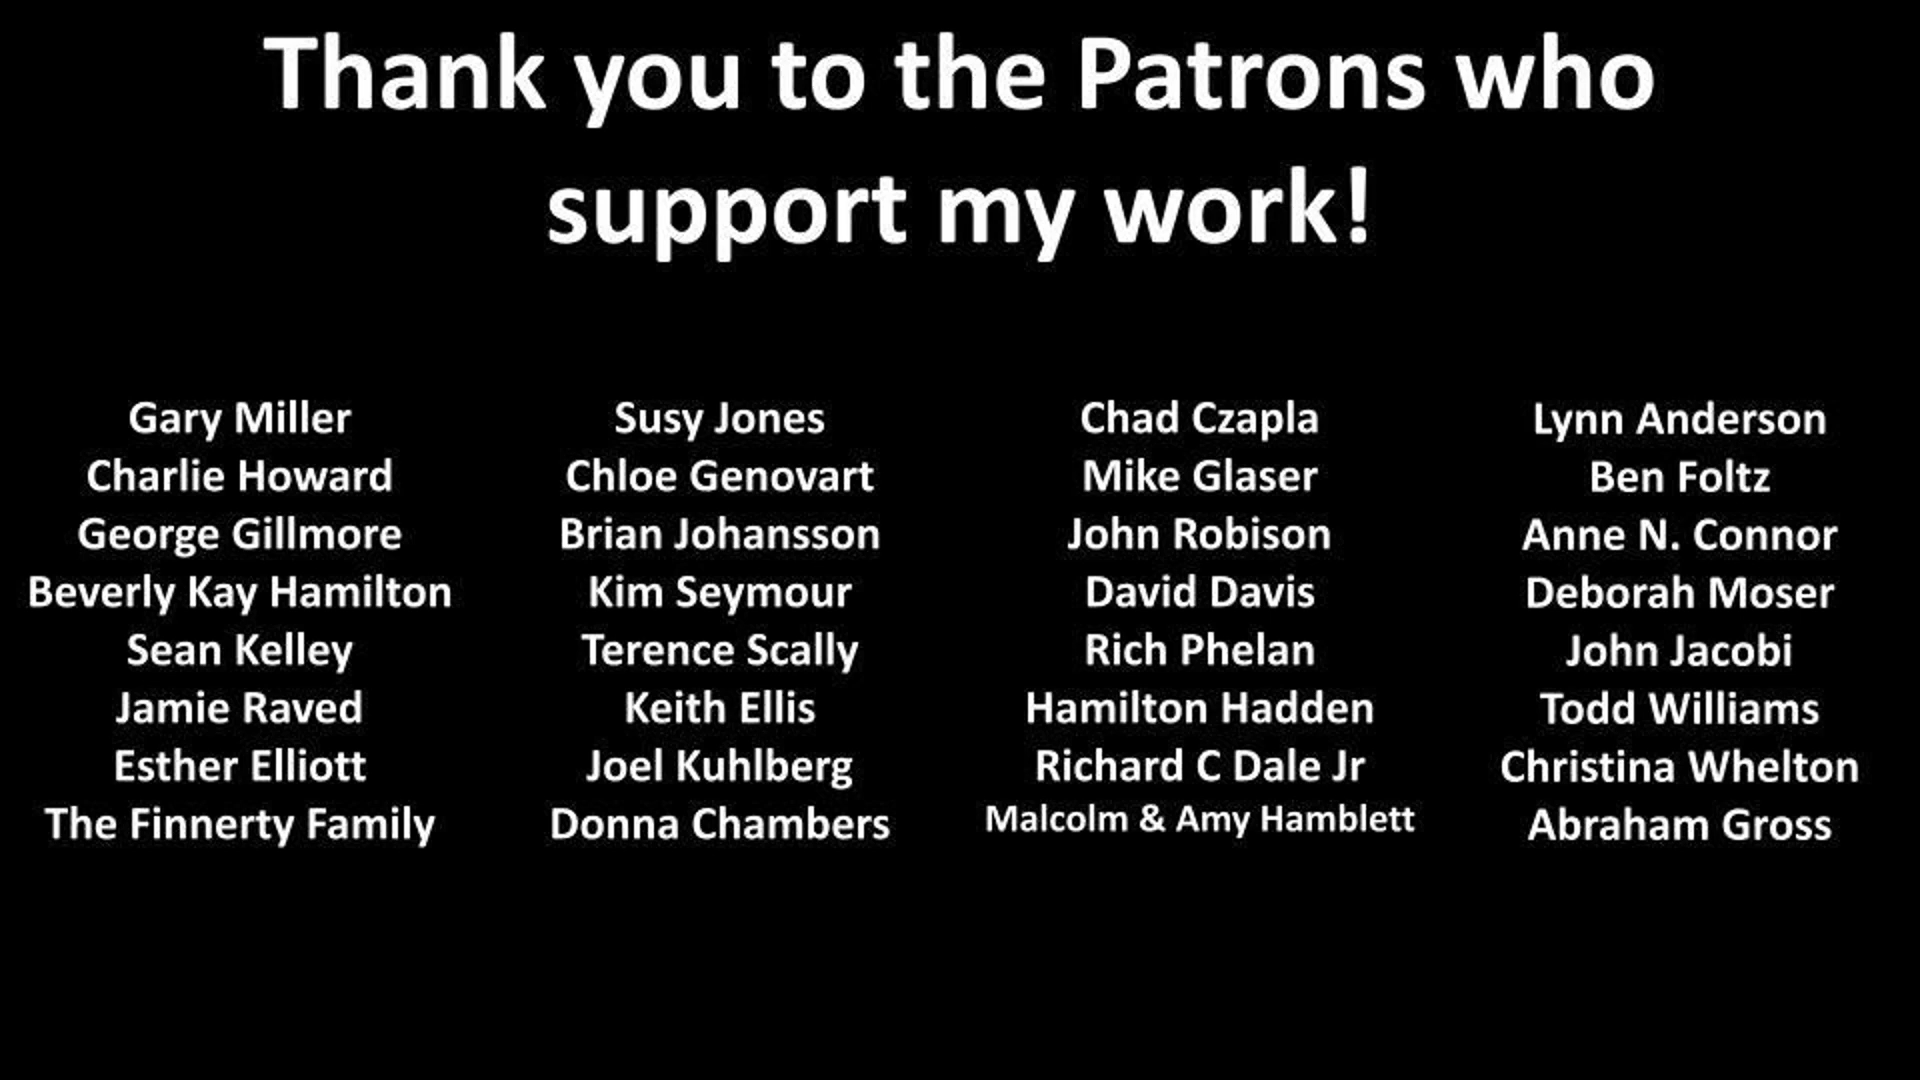 Thank you to the Patrons who
support my work!
Gary Miller
Charlie Howard
George Gillmore
Beverly Kay Hamilton
Sean Kelley
Jamie Raved
Esther Elliott
The Finnerty Family
Susy Jones
Chloe Genovart
Brian Johansson
Kim Seymour
Terence Scally
Keith Ellis
Joel Kuhlberg
Donna Chambers
Chad Czapla
Mike Glaser
John Robison
David Davis
Rich Phelan
Hamilton Hadden
Richard C Dale Jr
Malcolm & Amy Hamblett
Lynn Anderson
Ben Foltz
Anne N. Connor
Deborah Moser
John Jacobi
Todd Williams
Christina Whelton
Abraham Gross